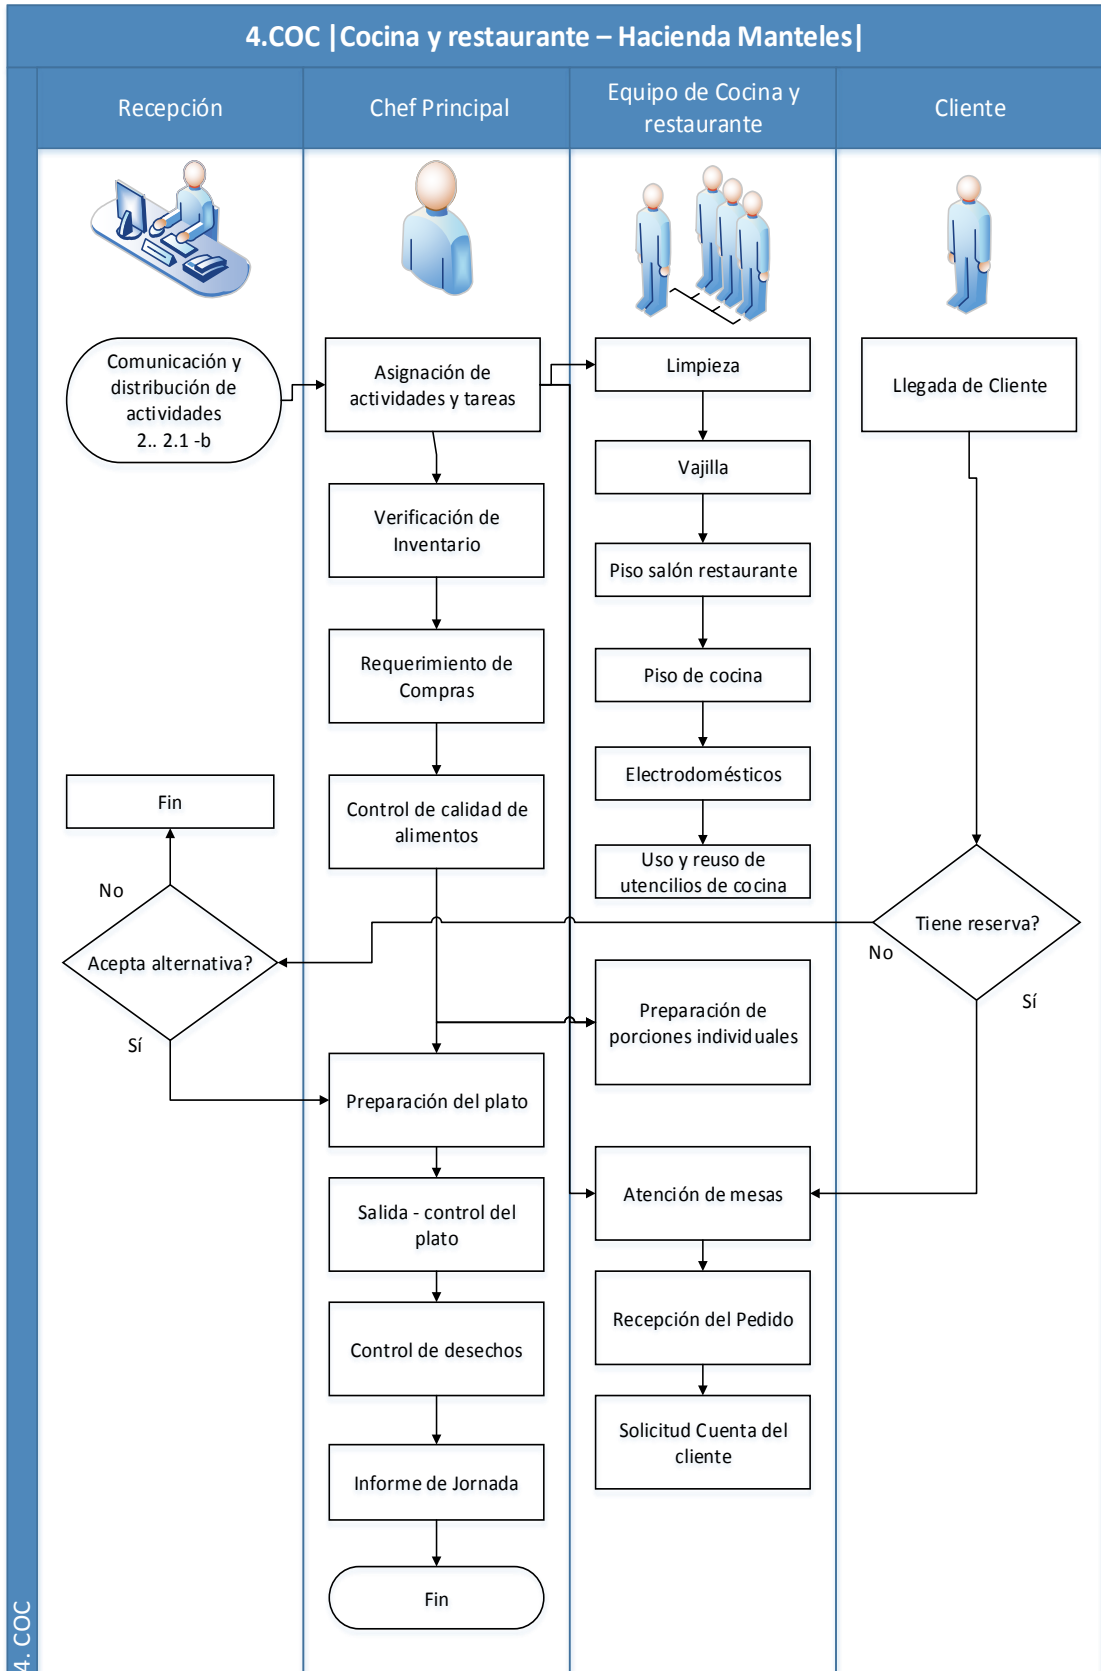 4.COC |Cocina y restaurante – Hacienda Manteles|
Recepción
Chef Principal
Equipo de Cocina y
restaurante
Cliente
Comunicación y
distribución de
actividades
2.. 2.1 -b
Asignación de
actividades y tareas
Limpieza
Llegada de Cliente
Vajilla
Verificación de
Inventario
Piso salón restaurante
Requerimiento de
Compras
Piso de cocina
Electrodomésticos
Fin
Control de calidad de
alimentos
Uso y reuso de
utencilios de cocina
No
Tiene reserva?
No
Acepta alternativa?
Sí
Preparación de
porciones individuales
Sí
Preparación del plato
Atención de mesas
Salida - control del
plato
Recepción del Pedido
Control de desechos
Solicitud Cuenta del
cliente
Informe de Jornada
Fin
4. COC